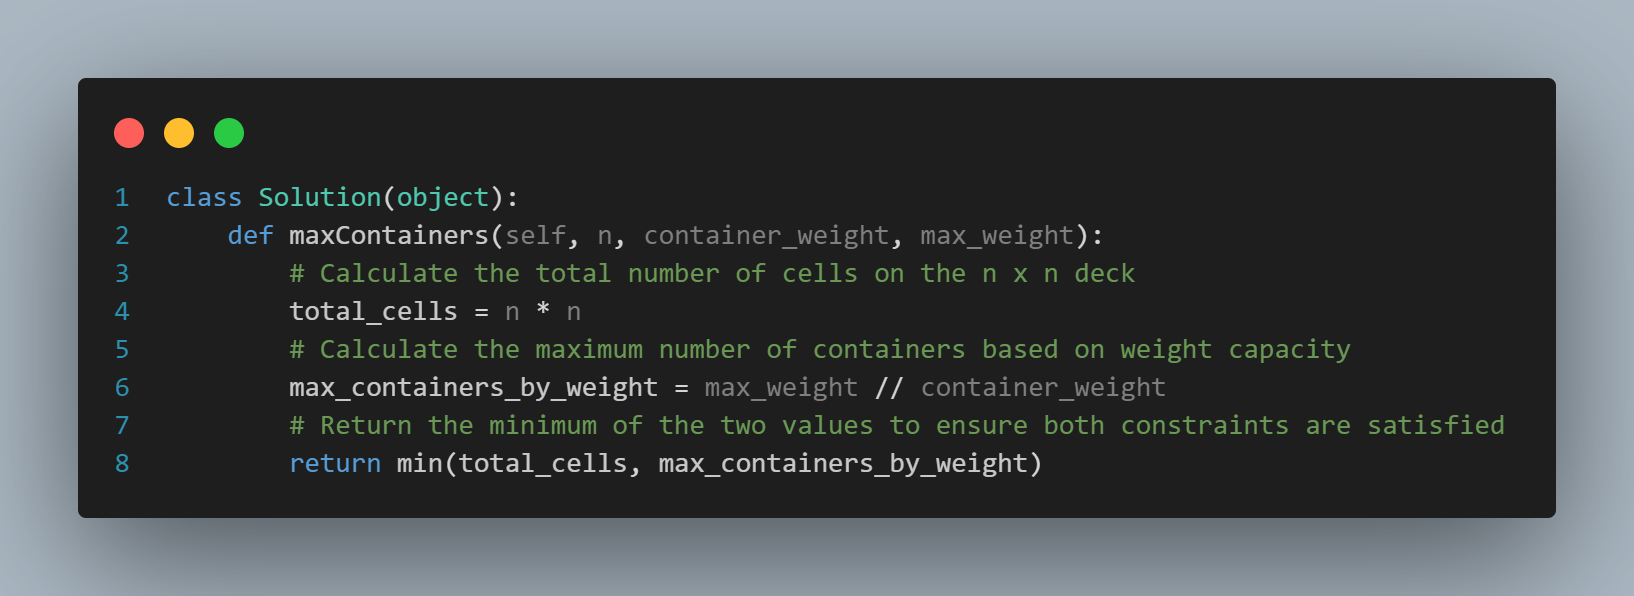 1 class Solution(object):
2     def maxContainers(self, n, container_weight, max_weight):
3         # Calculate the total number of cells on the n x n deck
4         total_cells = n * n
5         # Calculate the maximum number of containers based on weight capacity
6         max_containers_by_weight = max_weight // container_weight
7         # Return the minimum of the two values to ensure both constraints are satisfied
8         return min(total_cells, max_containers_by_weight)